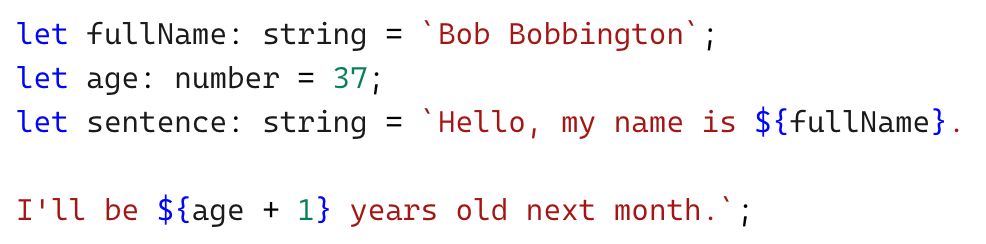 let fullName: string = `Bob Bobbington`;
let age: number = 37;
let sentence: string = `Hello, my name is ${fullName}.
I'll be ${age + 1} years old next month.`;